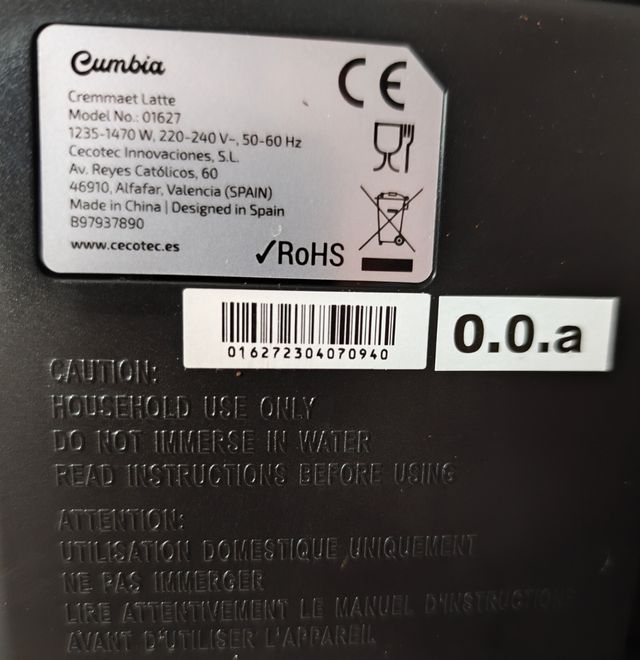 Cumbia
Cremmaet Latte
Model No.: 01627
1235-1470 W, 220-240 V~, 50-60 Hz
Cecotec Innovaciones, S.L.
Av. Reyes Católicos, 60
46910, Alfafar, Valencia (SPAIN)
Made in China | Designed in Spain
B97937890
www.cecotec.es
✓RoHS
CE
016272304070940
0.0.a
CAUTION:
HOUSEHOLD USE ONLY
DO NOT IMMERSE IN WATER
READ INSTRUCTIONS BEFORE USING
ATTENTION:
UTILISATION DOMESTIQUE UNIQUEMENT
NE PAS IMMERGER
LIRE ATTENTIVEMENT LE MANUEL D'INSTRUCTIONS
AVANT D'UTILISER L'APPAREIL